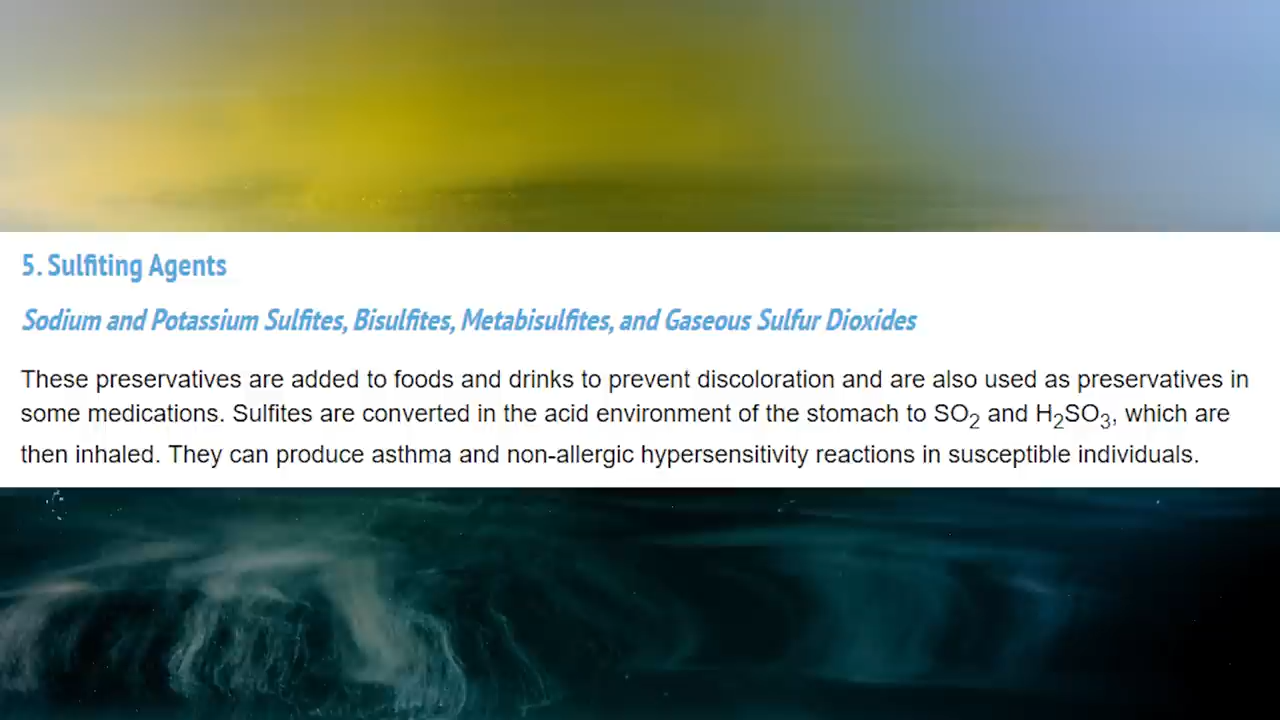 5. Sulfiting Agents
Sodium and Potassium Sulfites, Bisulfites, Metabisulfites, and Gaseous Sulfur Dioxides
These preservatives are added to foods and drinks to prevent discoloration and are also used as preservatives in
some medications. Sulfites are converted in the acid environment of the stomach to SO₂ and H₂SO₃, which are
then inhaled. They can produce asthma and non-allergic hypersensitivity reactions in susceptible individuals.